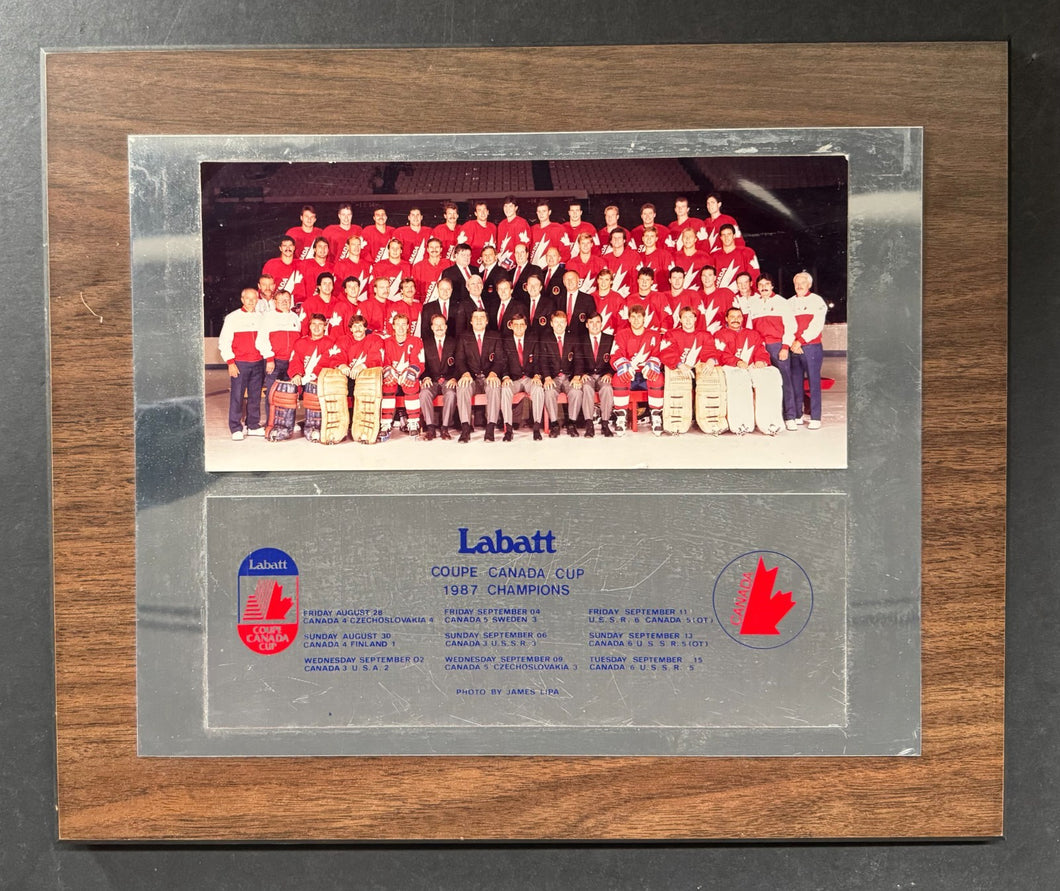 Labatt
COUPE CANADA CUP
1987 CHAMPIONS
Labatt
COUPE
CANADA
CUP
FRIDAY AUGUST 28
CANADA 4 CZECHOSLOVAKIA 4
SUNDAY AUGUST 30
CANADA 4 FINLAND 1
WEDNESDAY SEPTEMBER 02
CANADA 3 U.S.A. 2
FRIDAY SEPTEMBER 04
CANADA 5 SWEDEN 3
SUNDAY SEPTEMBER 06
CANADA 3 U.S.S.R. 3
WEDNESDAY SEPTEMBER 09
CANADA 5 CZECHOSLOVAKIA 3
FRIDAY SEPTEMBER 11
U.S.S.R. 6 CANADA 5(OT)
SUNDAY SEPTEMBER 13
CANADA 6 U.S.S.R. 5(OT)
TUESDAY SEPTEMBER 15
CANADA 6 U.S.S.R. 5
CANADA
PHOTO BY JAMES LIPA